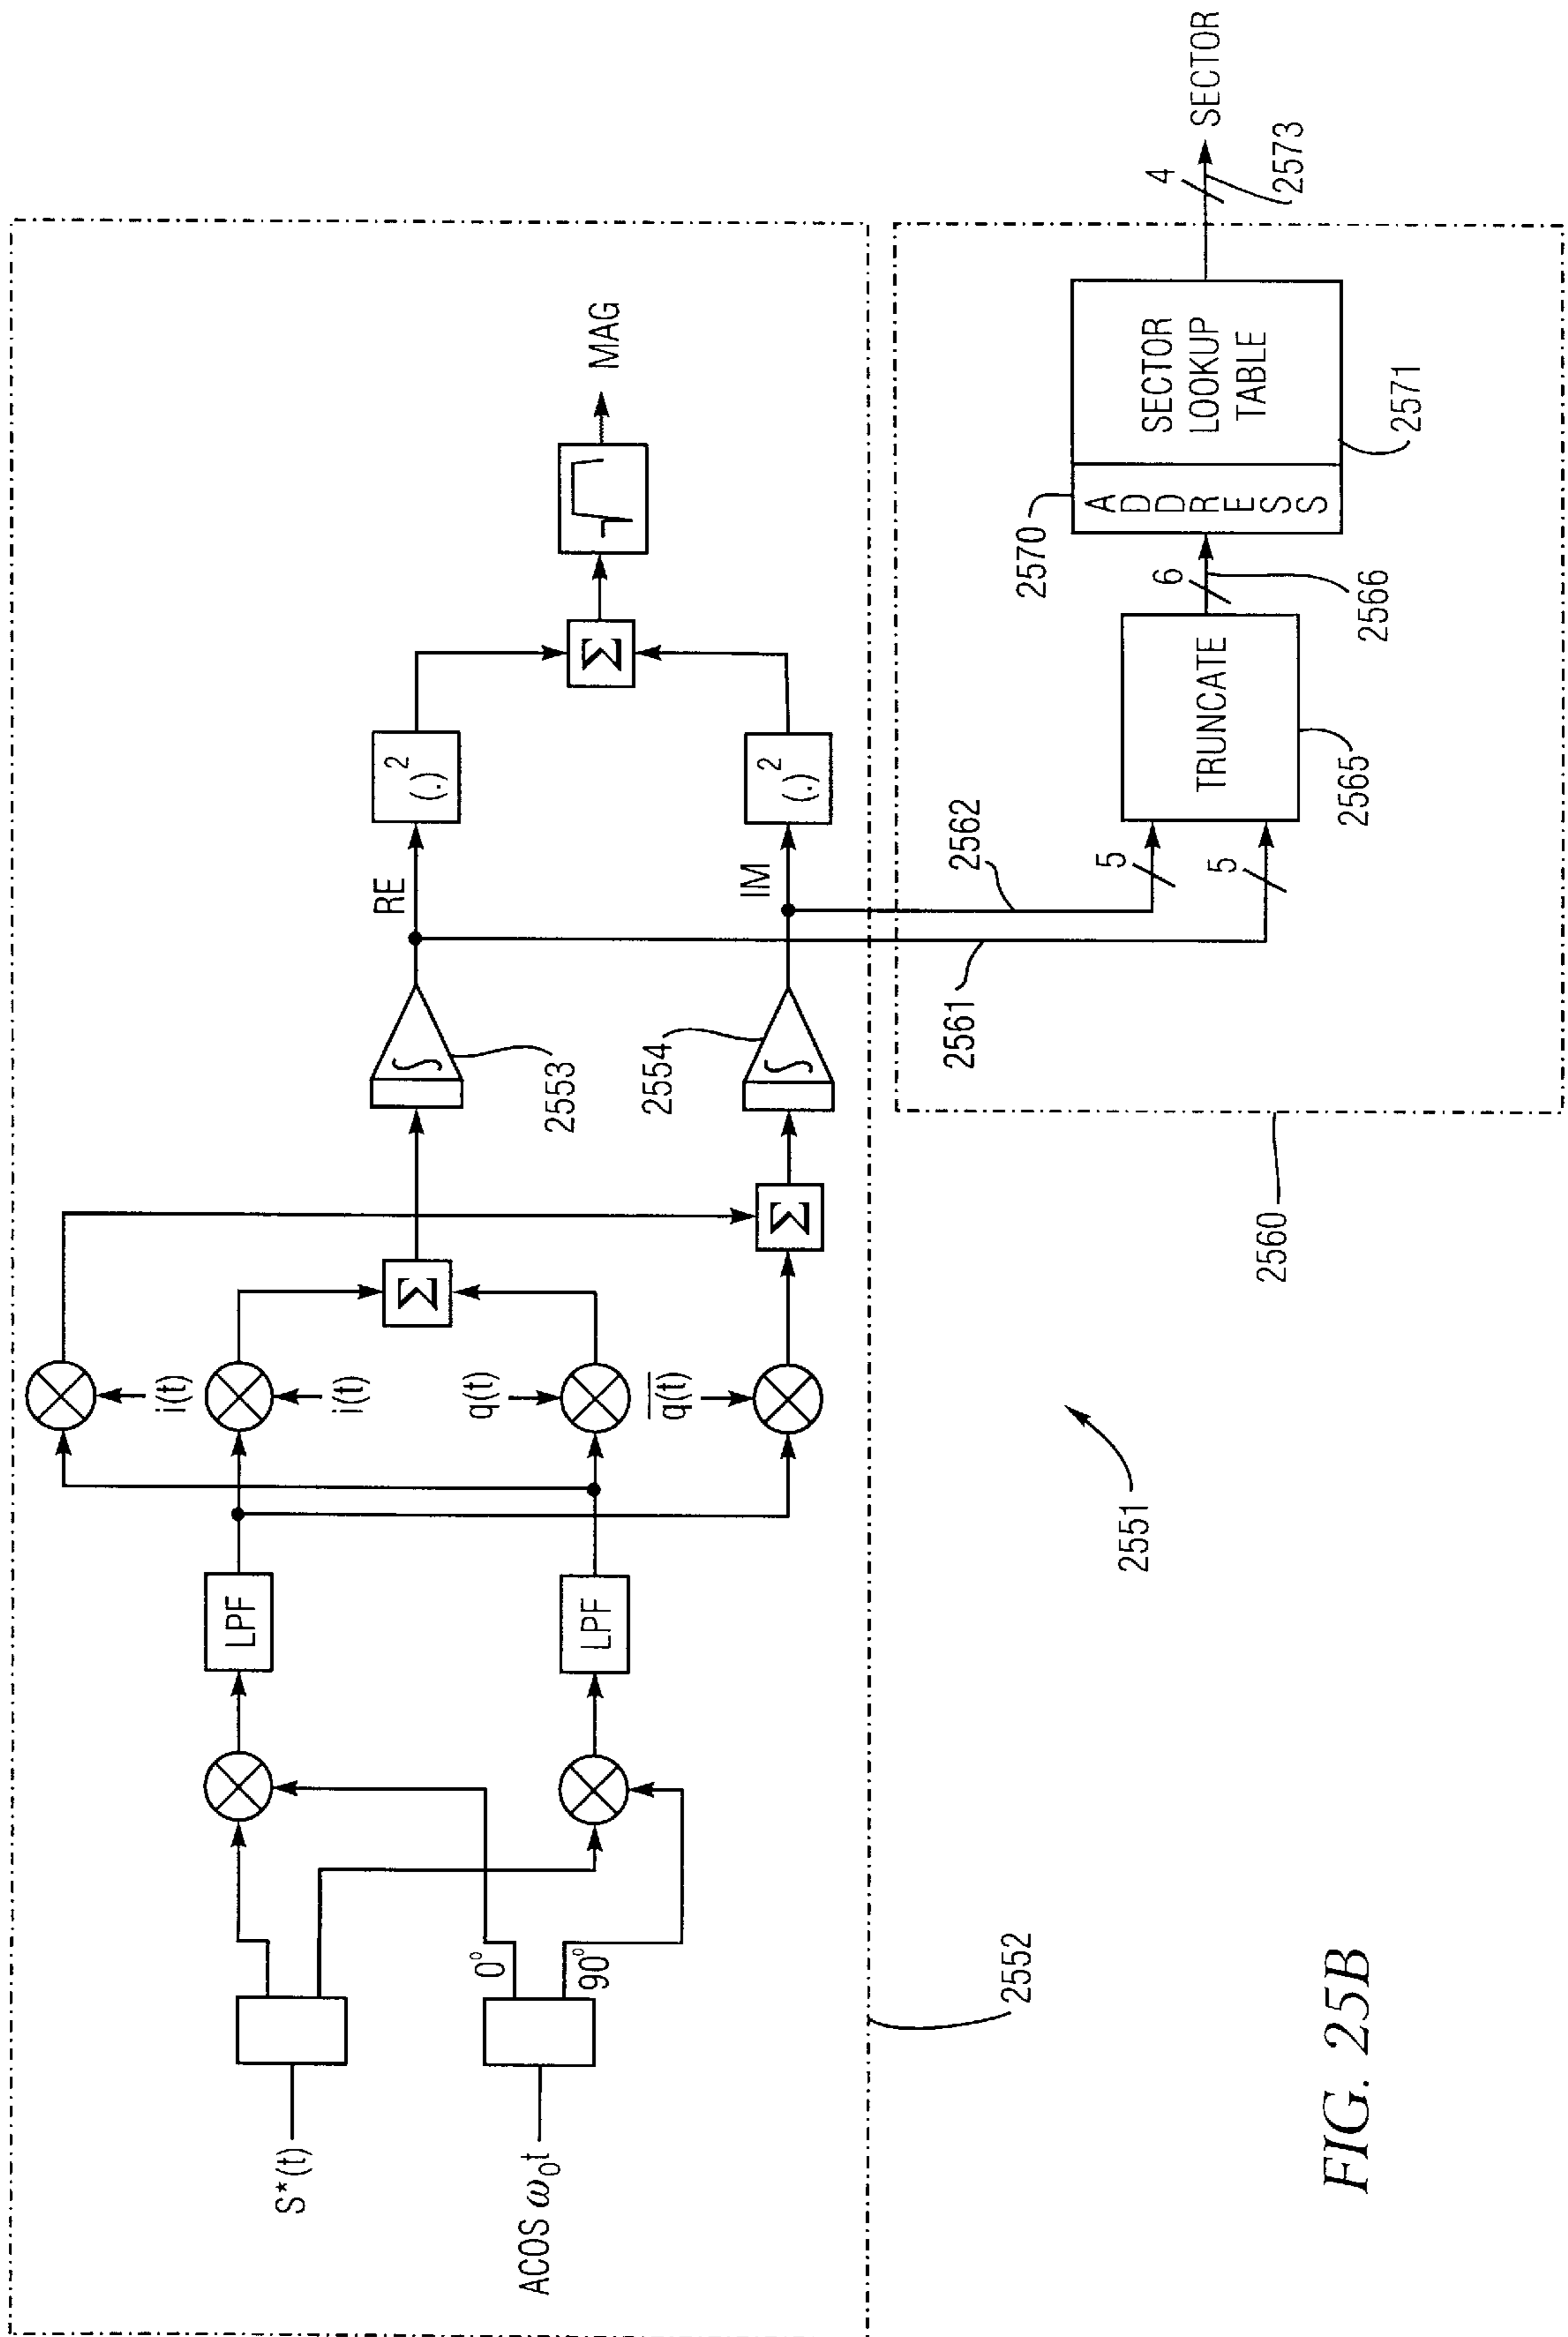 S*(t)
ACOS ω₀t
0°
90°
LPF
LPF
i(t)
i(t)
q(t)
q(t)‾
Σ
Σ
∫
2553
∫
2554
RE
IM
(.)²
(.)²
Σ
MAG
2552
2561
2562
5
5
TRUNCATE
2565
6
2566
2570
ADDRESS
SECTOR
LOOKUP
TABLE
2571
4
SECTOR
2573
2560
2551
FIG. 25B